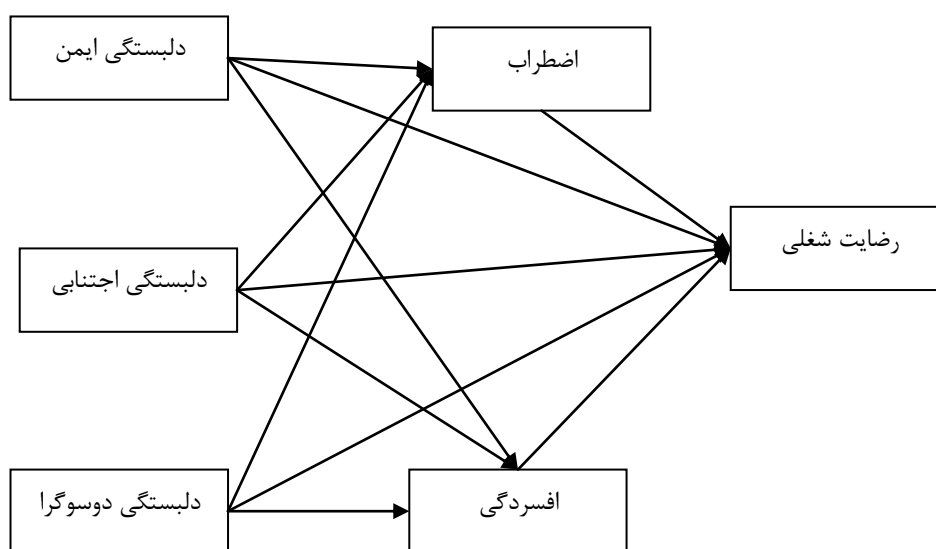 دلبستگی ایمن
اضطراب
رضایت شغلی
دلبستگی اجتنابی
دلبستگی دوسوگرا
افسردگی